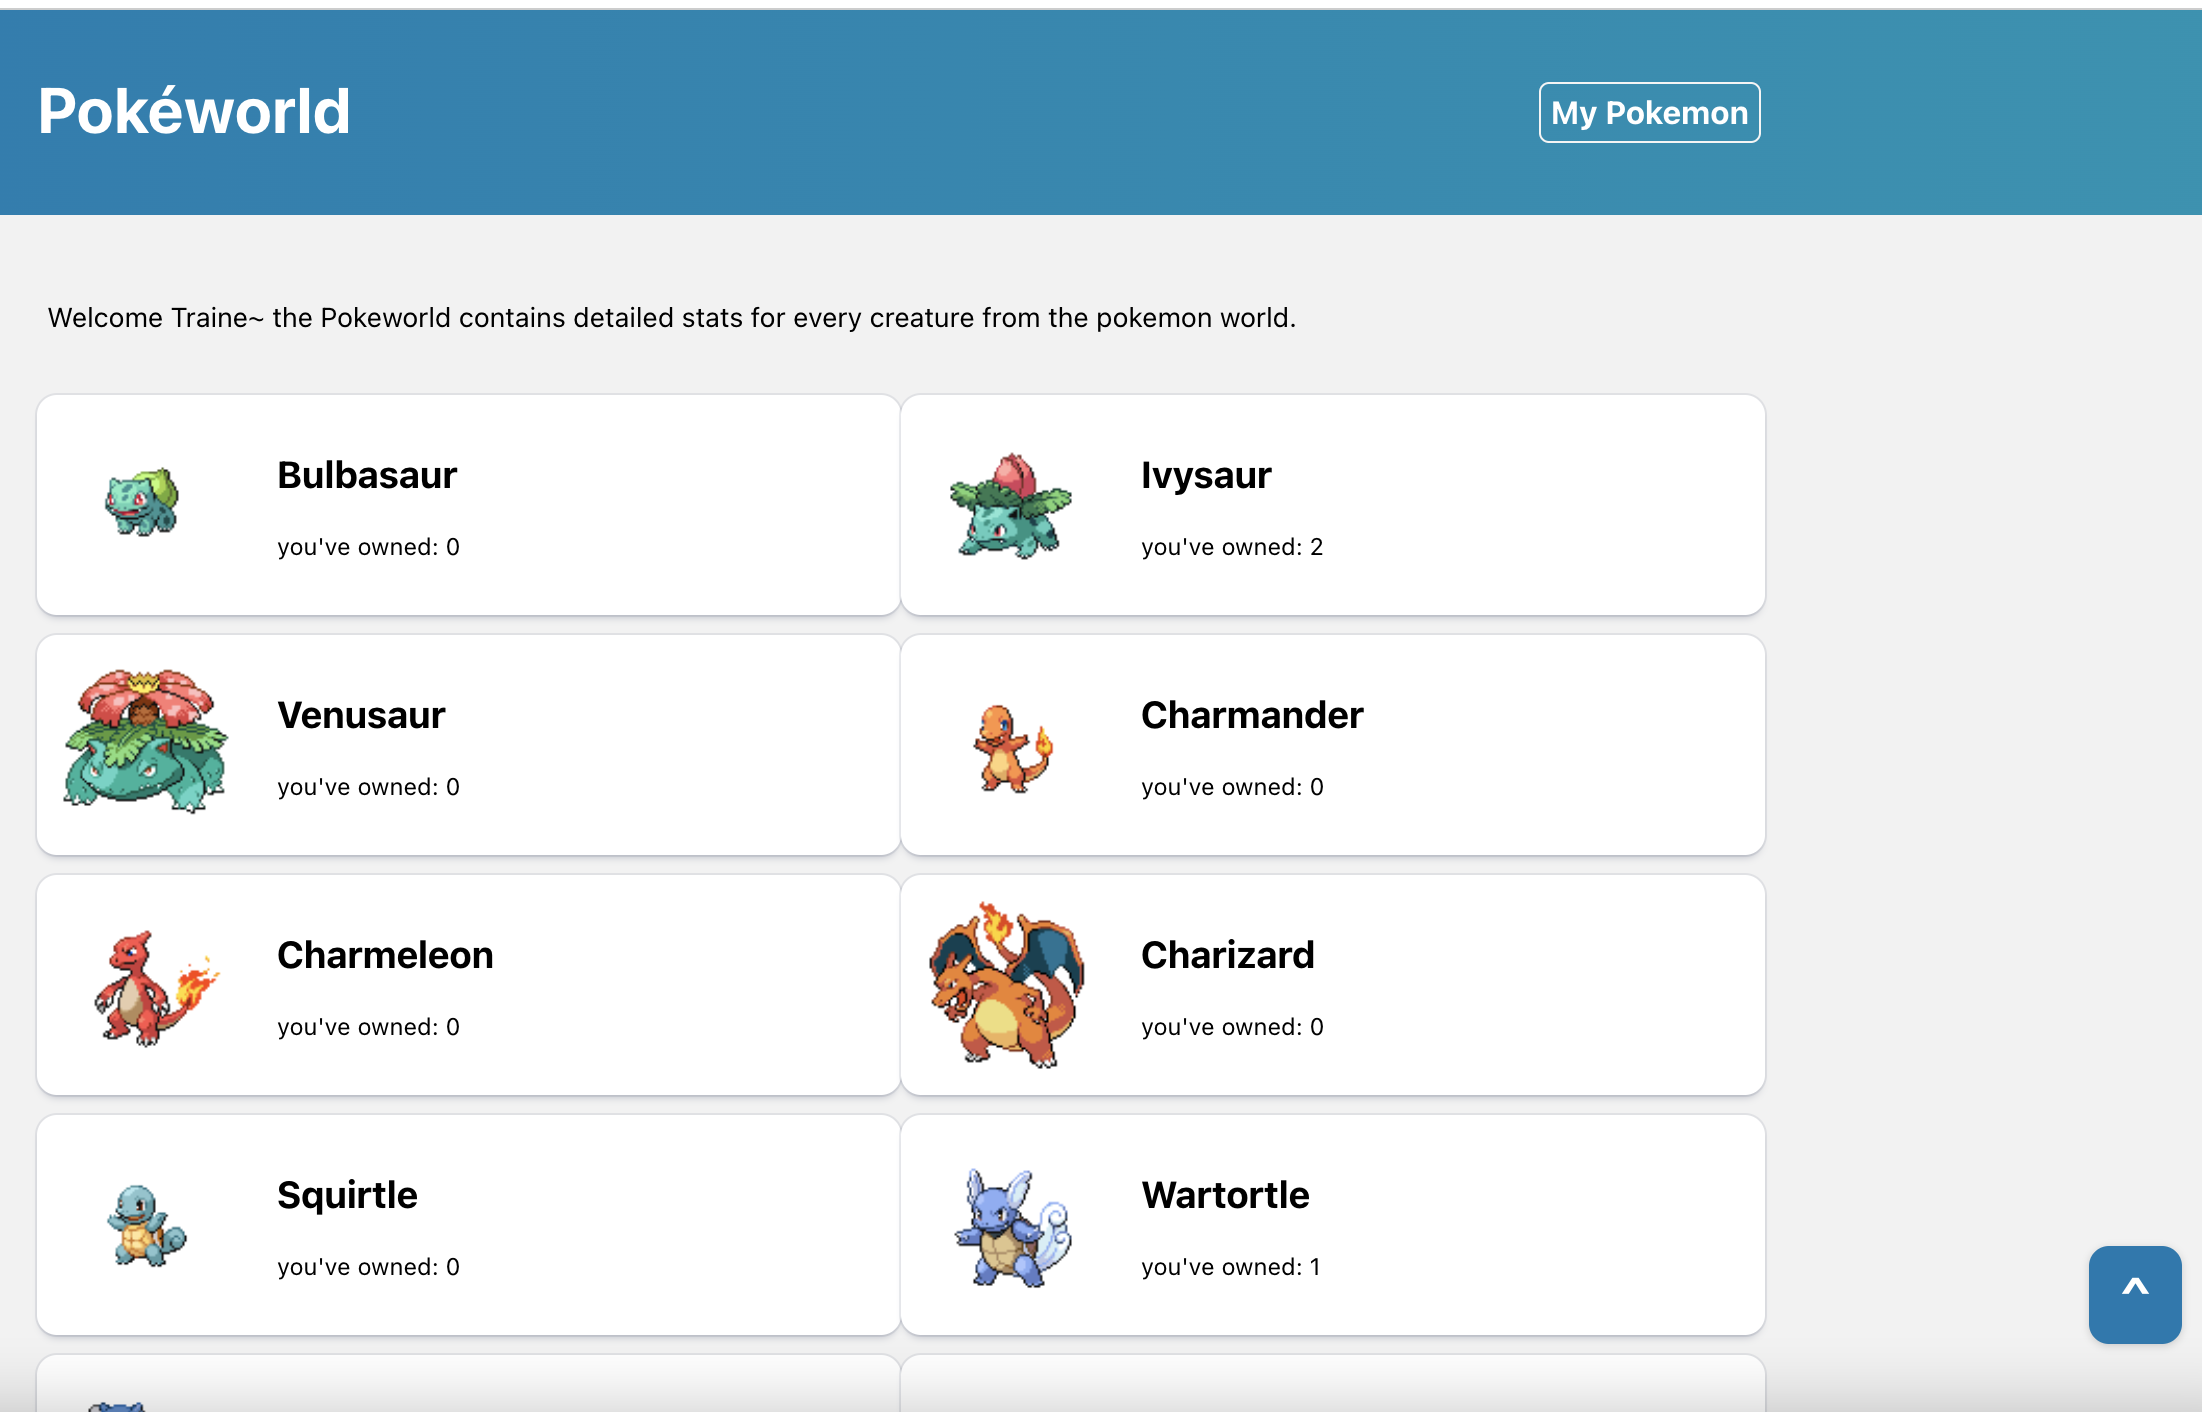 Pokéworld
My Pokemon
Welcome Traine~ the Pokeworld contains detailed stats for every creature from the pokemon world.
Bulbasaur
you've owned: 0
Ivysaur
you've owned: 2
Venusaur
you've owned: 0
Charmander
you've owned: 0
Charmeleon
you've owned: 0
Charizard
you've owned: 0
Squirtle
you've owned: 0
Wartortle
you've owned: 1
^